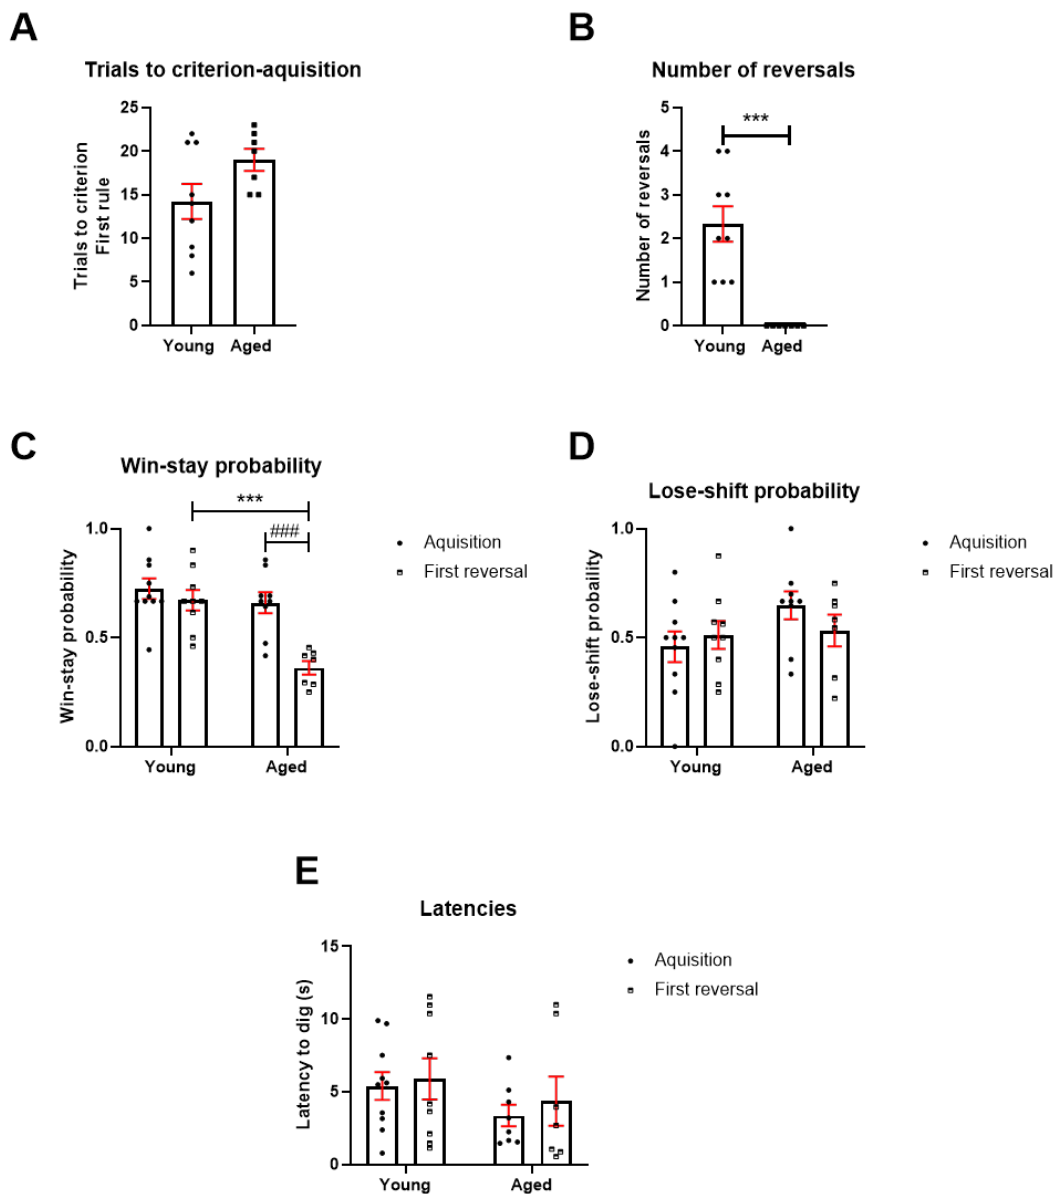 A
Trials to criterion-aquisition
Trials to criterion
First rule
25
20
15
10
5
0
Young
Aged
B
Number of reversals
Number of reversals
5
4
3
2
1
0
***
Young
Aged
C
Win-stay probability
Win-stay probability
1.0
0.5
0.0
***
###
Young
Aged
Aquisition
First reversal
D
Lose-shift probability
Lose-shift probaility
1.0
0.5
0.0
Young
Aged
Aquisition
First reversal
E
Latencies
Latency to dig (s)
15
10
5
0
Young
Aged
Aquisition
First reversal